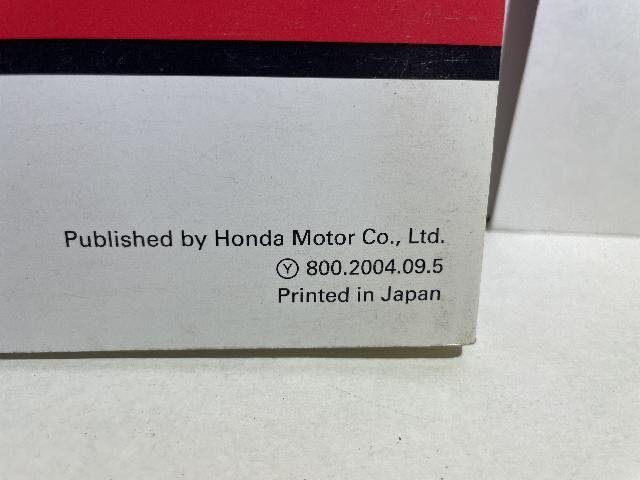 Published by Honda Motor Co., Ltd.
Ⓨ 800.2004.09.5
Printed in Japan